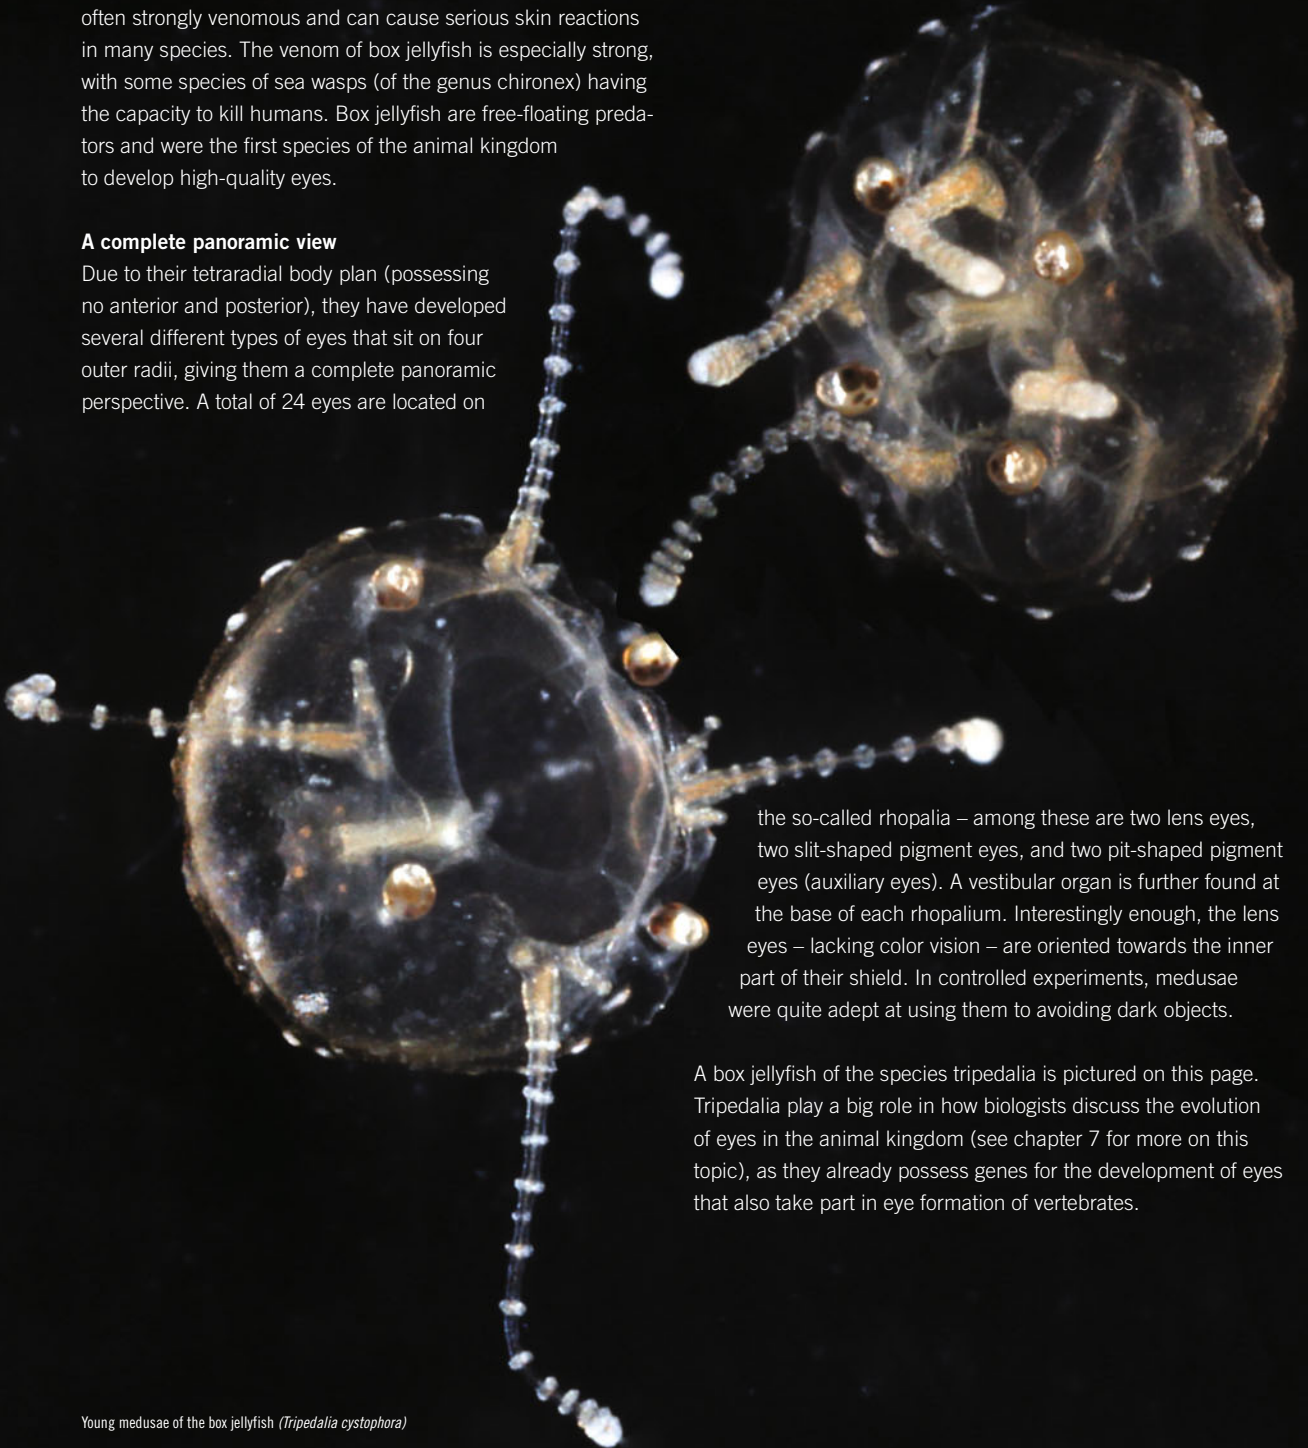 often strongly venomous and can cause serious skin reactions
in many species. The venom of box jellyfish is especially strong,
with some species of sea wasps (of the genus chironex) having
the capacity to kill humans. Box jellyfish are free-floating preda-
tors and were the first species of the animal kingdom
to develop high-quality eyes.
A complete panoramic view
Due to their tetraradial body plan (possessing
no anterior and posterior), they have developed
several different types of eyes that sit on four
outer radii, giving them a complete panoramic
perspective. A total of 24 eyes are located on
the so-called rhopalia – among these are two lens eyes,
two slit-shaped pigment eyes, and two pit-shaped pigment
eyes (auxiliary eyes). A vestibular organ is further found at
the base of each rhopalium. Interestingly enough, the lens
eyes – lacking color vision – are oriented towards the inner
part of their shield. In controlled experiments, medusae
were quite adept at using them to avoiding dark objects.
A box jellyfish of the species tripedalia is pictured on this page.
Tripedalia play a big role in how biologists discuss the evolution
of eyes in the animal kingdom (see chapter 7 for more on this
topic), as they already possess genes for the development of eyes
that also take part in eye formation of vertebrates.
Young medusae of the box jellyfish (Tripedalia cystophora)